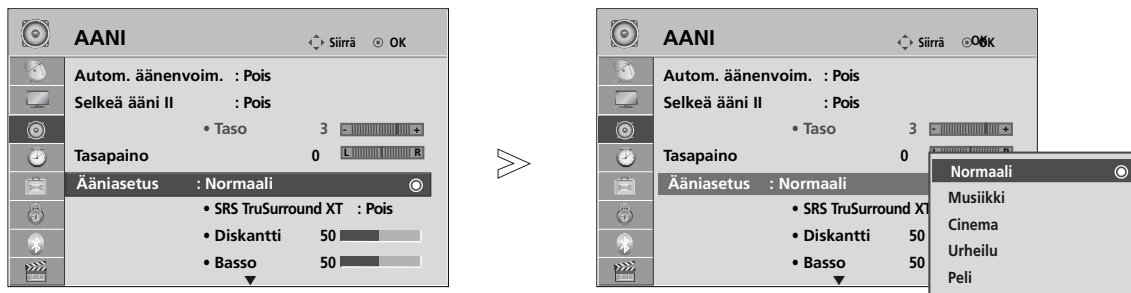 AANI
Siirrä OK
Autom. äänenvoim. : Pois
Selkeä ääni II : Pois
• Taso 3 - +
Tasapaino 0 L R
Ääniasetus : Normaali
• SRS TruSurround XT : Pois
• Diskantti 50
• Basso 50
AANI
Siirrä OK
Autom. äänenvoim. : Pois
Selkeä ääni II : Pois
• Taso 3 - +
Tasapaino 0
Ääniasetus : Normaali
• SRS TruSurround XT
• Diskantti 50
• Basso 50
Normaali
Musiikki
Cinema
Urheilu
Peli